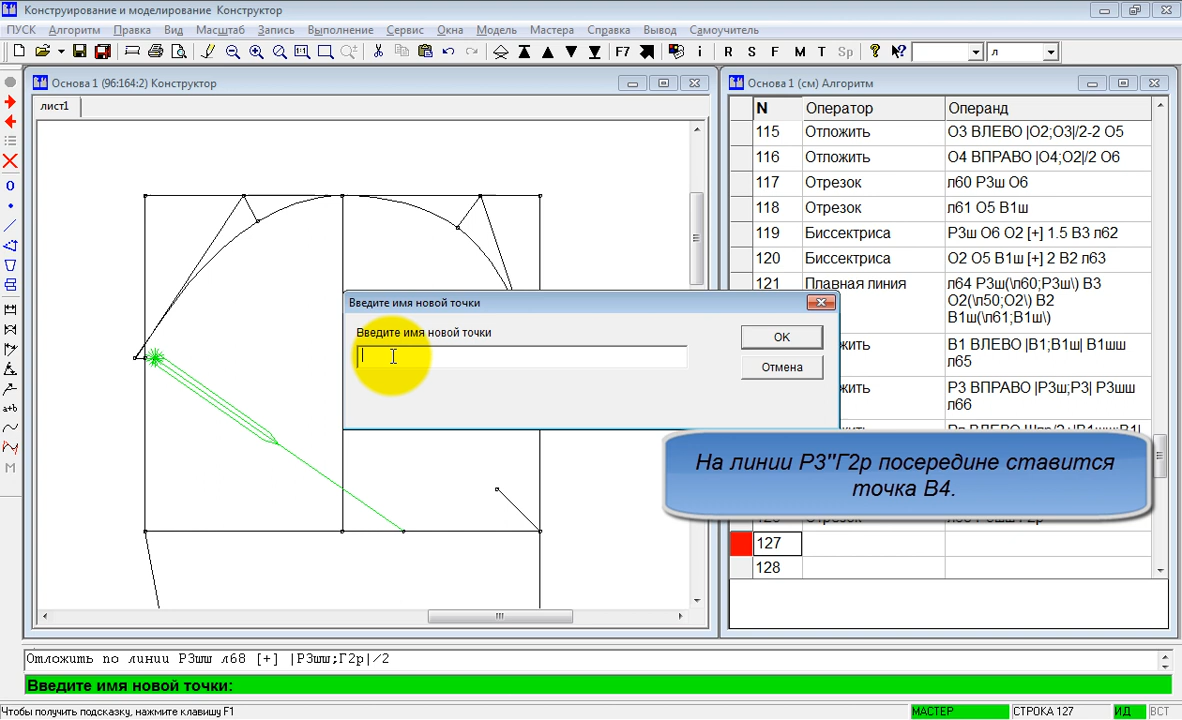 Конструирование и моделирование Конструктор
ПУСК Алгоритм Правка Вид Масштаб Запись Выполнение Сервис Окна Модель Мастера Справка Вывод Самоучитель
F7 i R S F M T Sp ? л
Основа 1 (96:164:2) Конструктор
лист1
Основа 1 (см) Алгоритм
N Оператор Операнд
115 Отложить О3 ВЛЕВО |О2;О3|/2-2 О5
116 Отложить О4 ВПРАВО |О4;О2|/2 О6
117 Отрезок л60 Р3ш О6
118 Отрезок л61 О5 В1ш
119 Биссектриса Р3ш О6 О2 [+] 1.5 В3 л62
120 Биссектриса О2 О5 В1ш [+] 2 В2 л63
121 Плавная линия л64 Р3ш(\л60;Р3ш\) В3
О2(\л50;О2\) В2
В1ш(\л61;В1ш\)
В1 ВЛЕВО |В1;В1ш| В1шш
л65
Р3 ВПРАВО |Р3ш;Р3| Р3шш
л66
Введите имя новой точки
Введите имя новой точки
OK
Отмена
На линии Р3"Г2р посередине ставится
точка В4.
127
128
Отложить по линии Р3шш л68 [+] |Р3шш;Г2р|/2
Введите имя новой точки:
Чтобы получить подсказку, нажмите клавишу F1
МАСТЕР СТРОКА 127 ИД ВСТ